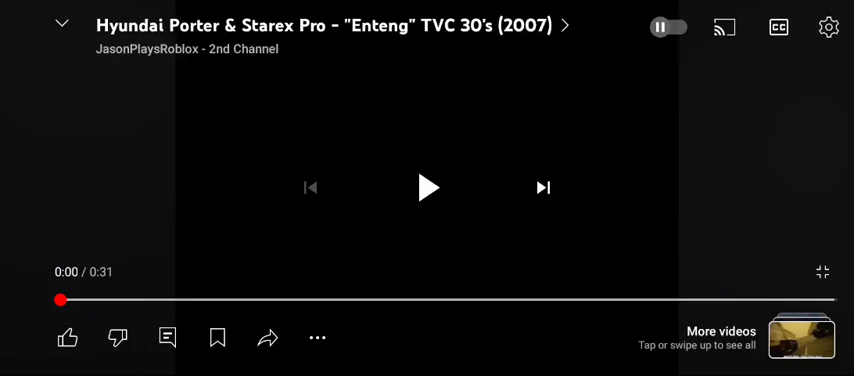 Hyundai Porter & Starex Pro - "Enteng" TVC 30's (2007)
JasonPlaysRoblox - 2nd Channel
CC
0:00 / 0:31
More videos
Tap or swipe up to see all